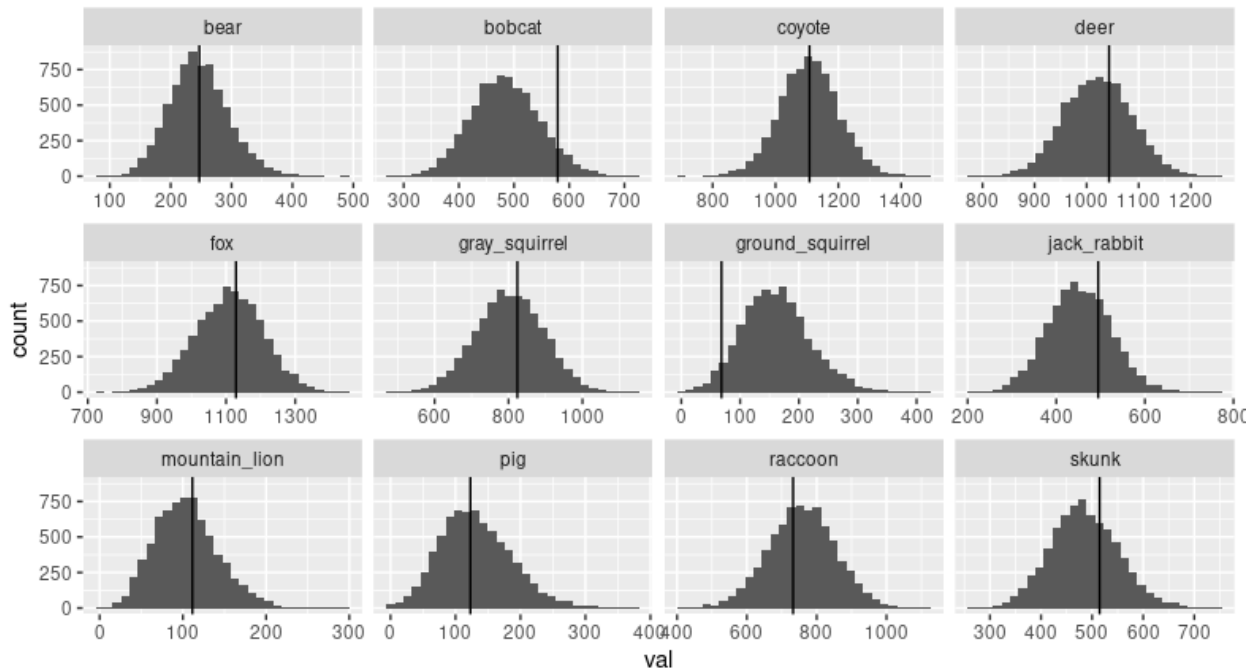 bear bobcat coyote deer
750
500
250
0
100 200 300 400 500 300 400 500 600 700 800 1000 1200 1400 800 1000 1200
fox gray_squirrel ground_squirrel jack_rabbit
750
500
250
0
700 900 1100 1300 600 800 1000 0 100 200 300 400 200 400 600 800
mountain_lion pig raccoon skunk
750
500
250
0
0 100 200 300 0 100 200 300 400 400 600 800 1000 300 400 500 600 700
count
val